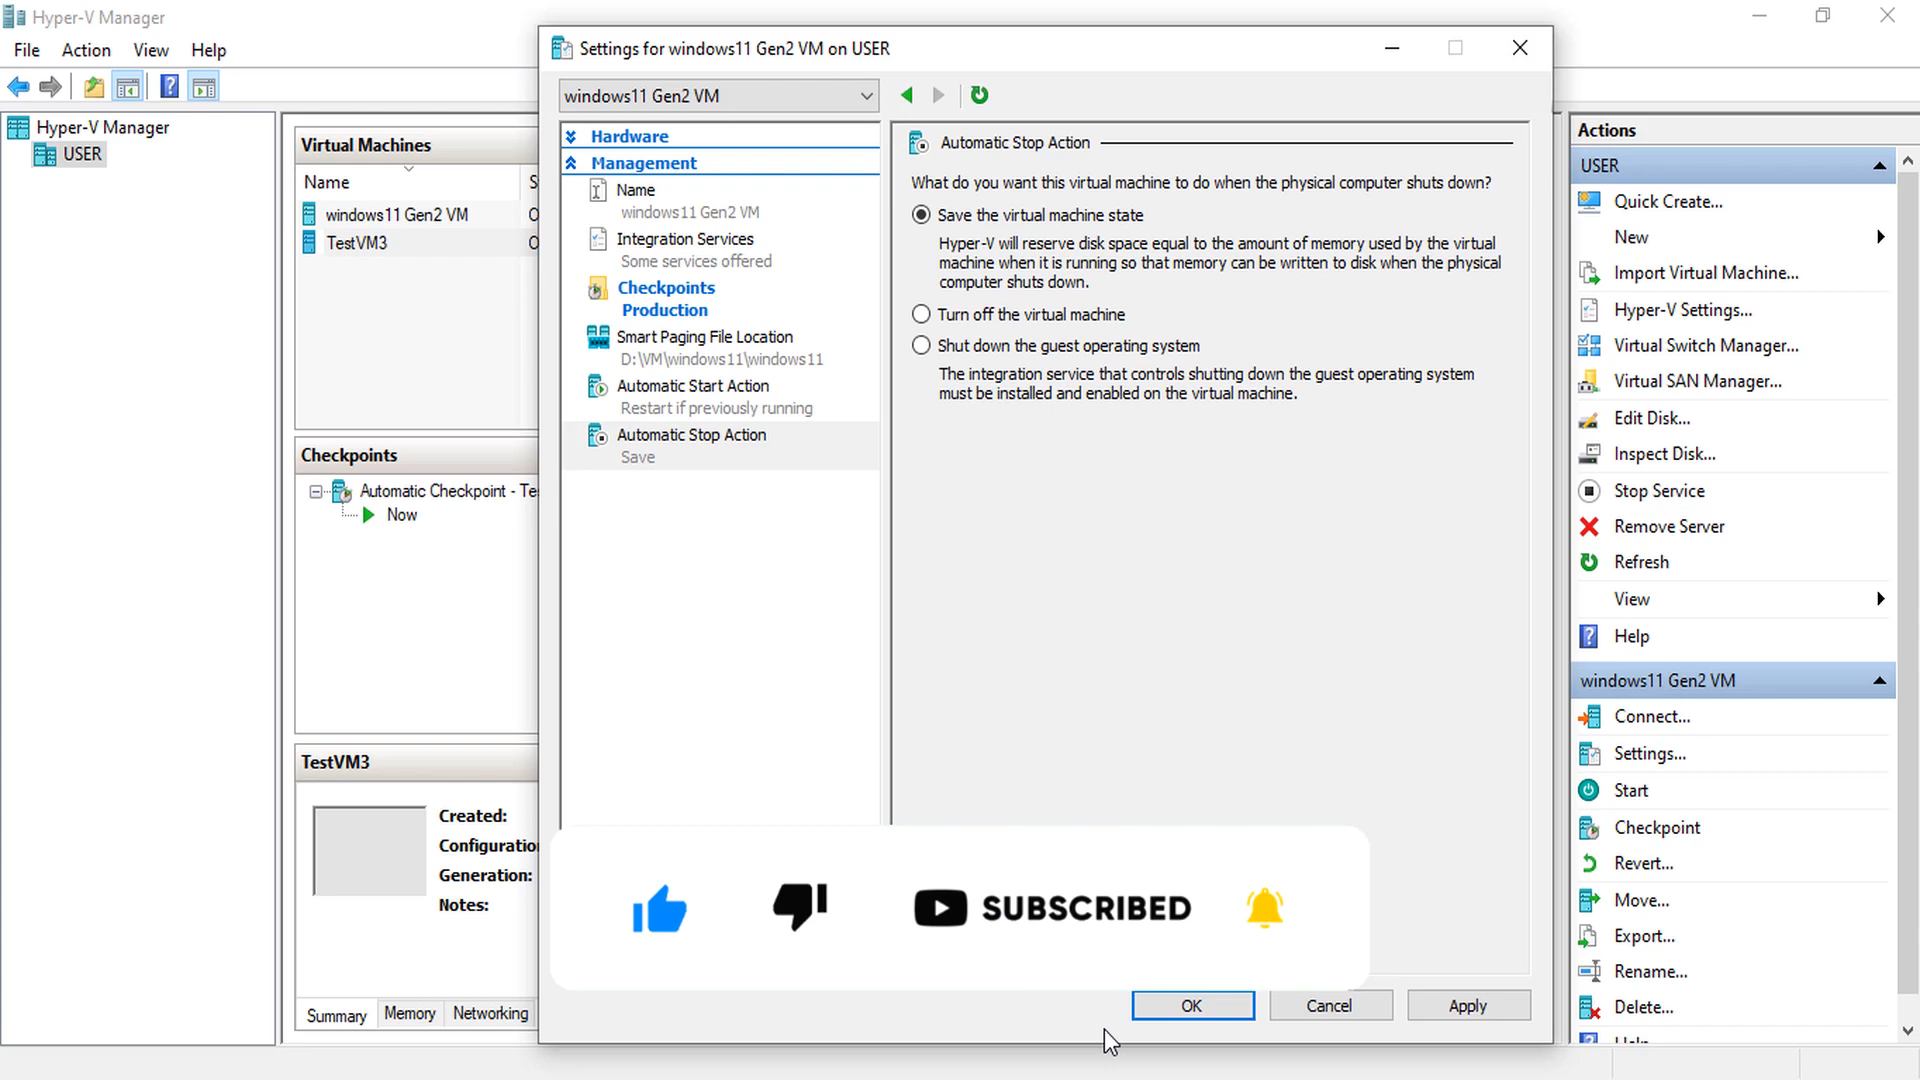 Hyper-V Manager
File Action View Help
Hyper-V Manager
USER
Virtual Machines
Name
windows11 Gen2 VM
TestVM3
Checkpoints
Automatic Checkpoint - Te
Now
TestVM3
Created:
Configuratio
Generation:
Notes:
Summary Memory Networking
Settings for windows11 Gen2 VM on USER
windows11 Gen2 VM
Hardware
Management
Name
windows11 Gen2 VM
Integration Services
Some services offered
Checkpoints
Production
Smart Paging File Location
D:\VM\windows11\windows11
Automatic Start Action
Restart if previously running
Automatic Stop Action
Save
Automatic Stop Action
What do you want this virtual machine to do when the physical computer shuts down?
Save the virtual machine state
Hyper-V will reserve disk space equal to the amount of memory used by the virtual
machine when it is running so that memory can be written to disk when the physical
computer shuts down.
Turn off the virtual machine
Shut down the guest operating system
The integration service that controls shutting down the guest operating system
must be installed and enabled on the virtual machine.
SUBSCRIBED
OK Cancel Apply
Actions
USER
Quick Create...
New
Import Virtual Machine...
Hyper-V Settings...
Virtual Switch Manager...
Virtual SAN Manager...
Edit Disk...
Inspect Disk...
Stop Service
Remove Server
Refresh
View
Help
windows11 Gen2 VM
Connect...
Settings...
Start
Checkpoint
Revert...
Move...
Export...
Rename...
Delete...